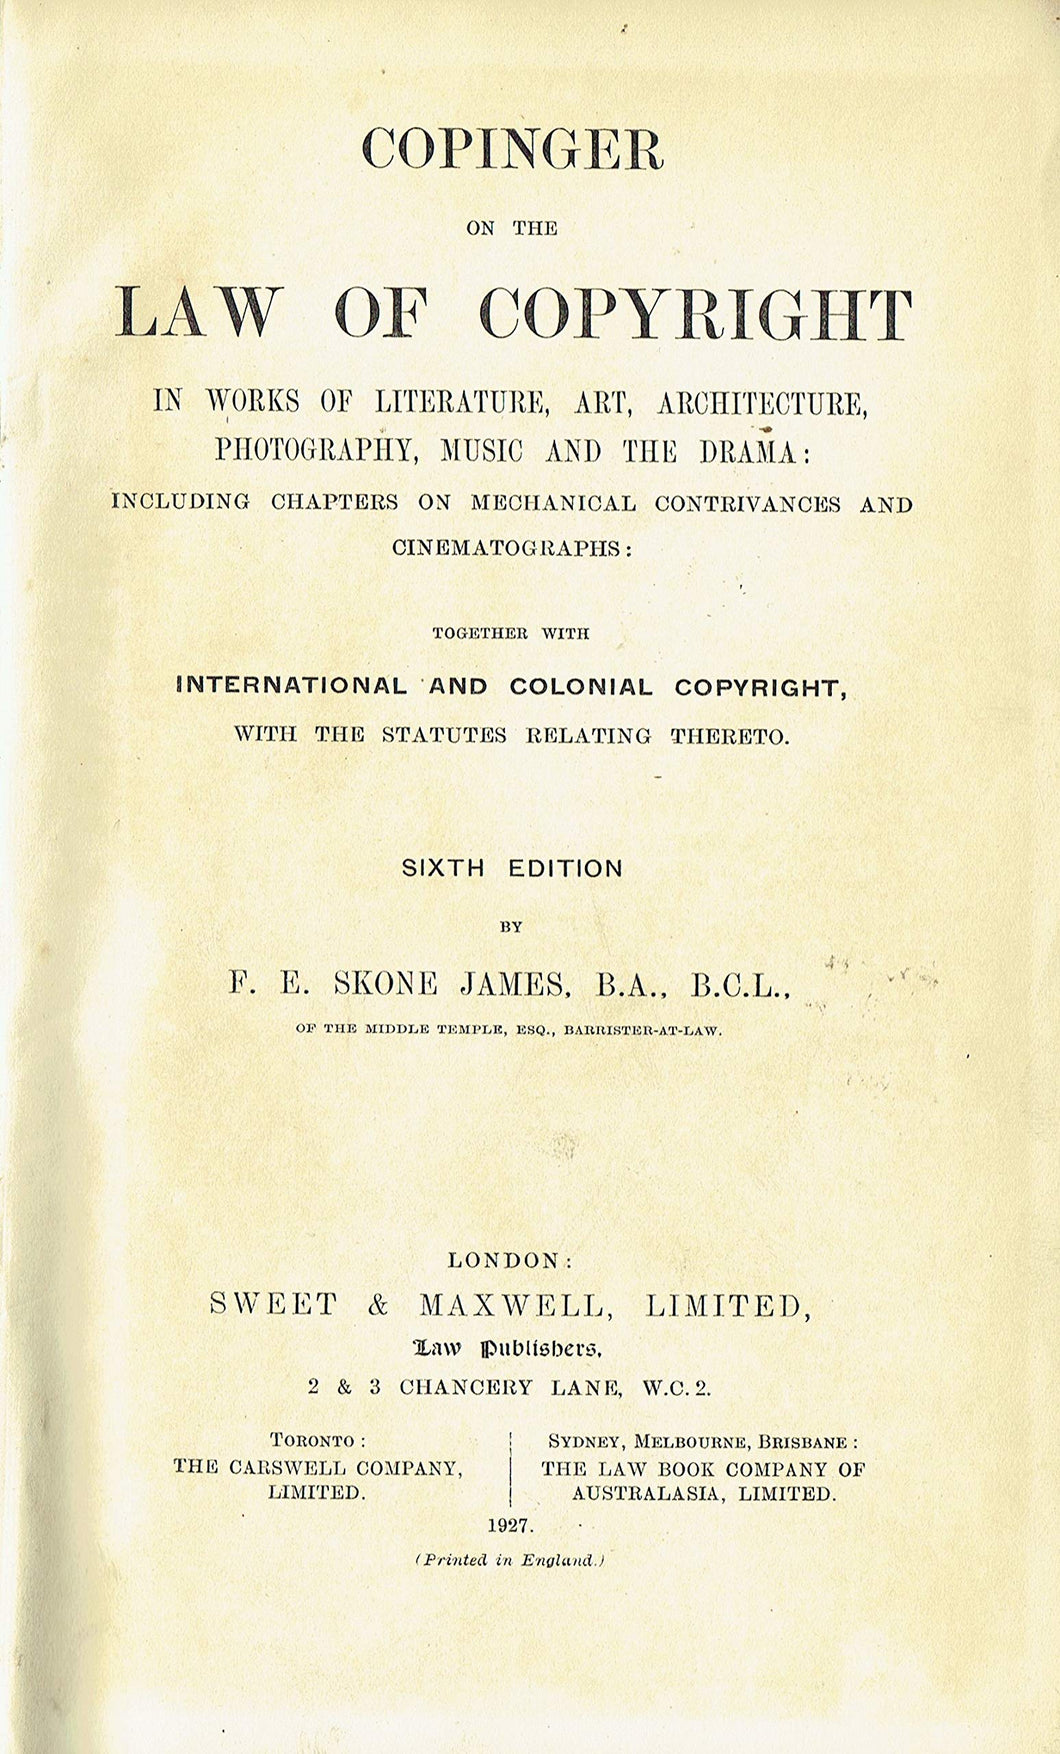 COPINGER
ON THE
LAW OF COPYRIGHT
IN WORKS OF LITERATURE, ART, ARCHITECTURE,
PHOTOGRAPHY, MUSIC AND THE DRAMA:
INCLUDING CHAPTERS ON MECHANICAL CONTRIVANCES AND
CINEMATOGRAPHS:
TOGETHER WITH
INTERNATIONAL AND COLONIAL COPYRIGHT,
WITH THE STATUTES RELATING THERETO.
SIXTH EDITION
BY
F. E. SKONE JAMES, B.A., B.C.L.,
OF THE MIDDLE TEMPLE, ESQ., BARRISTER-AT-LAW.
LONDON:
SWEET & MAXWELL, LIMITED,
Law Publishers,
2 & 3 CHANCERY LANE, W.C. 2.
TORONTO:
THE CARSWELL COMPANY,
LIMITED.
SYDNEY, MELBOURNE, BRISBANE:
THE LAW BOOK COMPANY OF
AUSTRALASIA, LIMITED.
1927.
(Printed in England.)